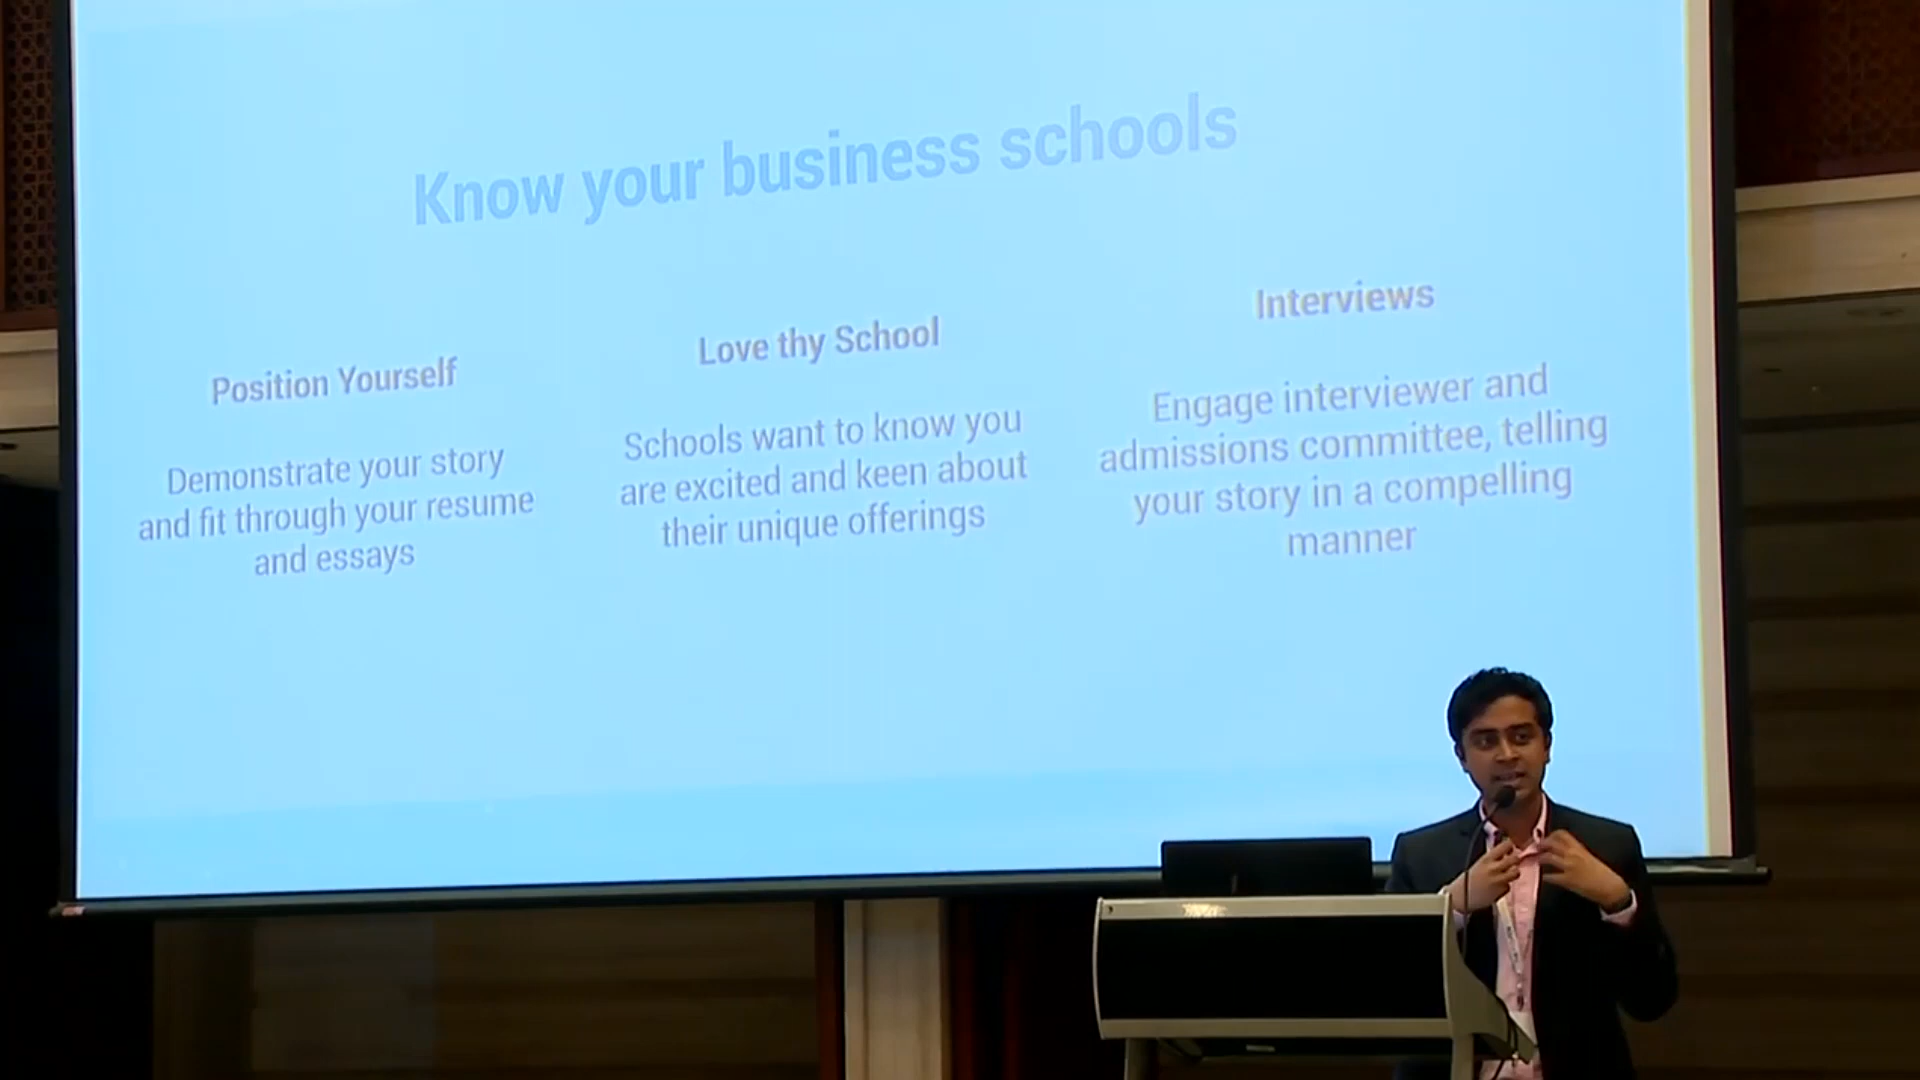 Know your business schools
Position Yourself
Demonstrate your story
and fit through your resume
and essays
Love thy School
Schools want to know you
are excited and keen about
their unique offerings
Interviews
Engage interviewer and
admissions committee, telling
your story in a compelling
manner